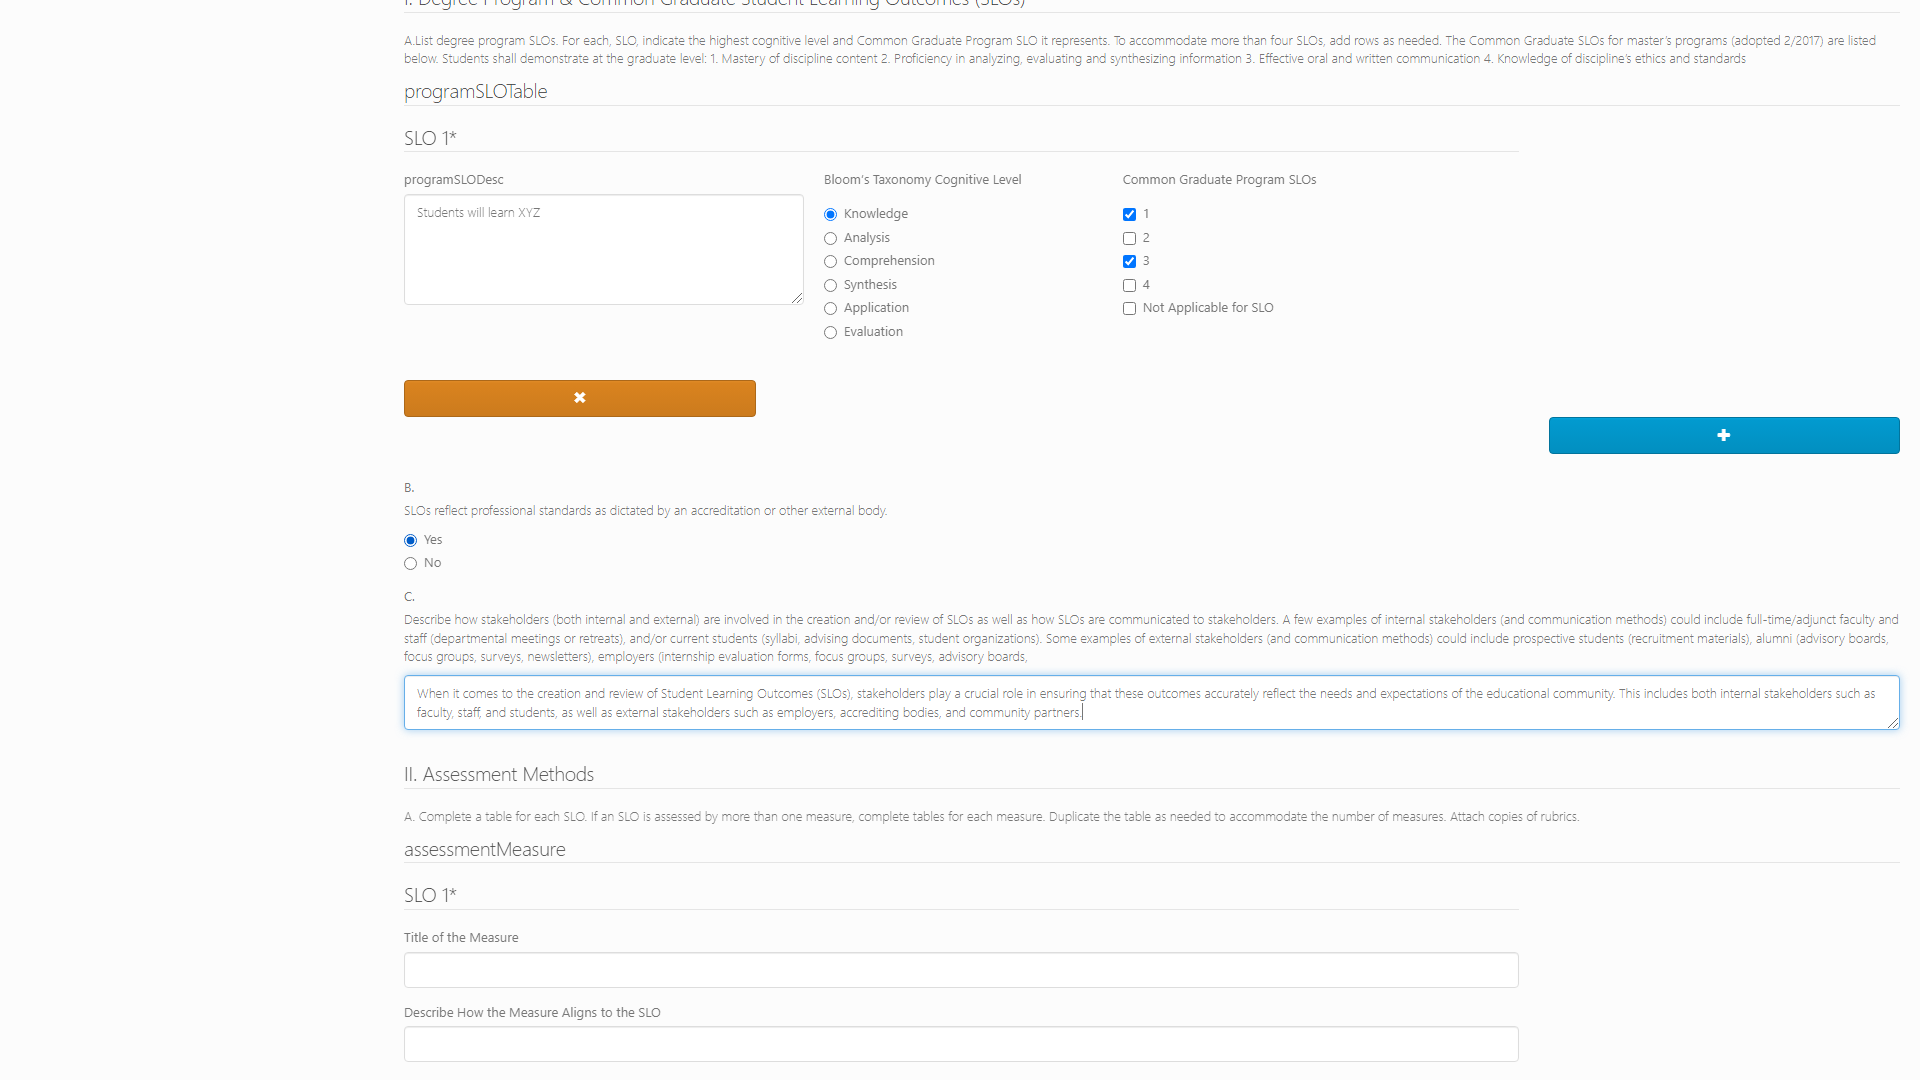 I. Degree Program & Common Graduate Student Learning Outcomes (SLOs)
A.List degree program SLOs. For each, SLO, indicate the highest cognitive level and Common Graduate Program SLO it represents. To accommodate more than four SLOs, add rows as needed. The Common Graduate SLOs for master's programs (adopted 2/2017) are listed
below. Students shall demonstrate at the graduate level: 1. Mastery of discipline content 2. Proficiency in analyzing, evaluating and synthesizing information 3. Effective oral and written communication 4. Knowledge of discipline's ethics and standards
programSLOTable
SLO 1*
programSLODesc
Students will learn XYZ
Bloom's Taxonomy Cognitive Level
Knowledge
Analysis
Comprehension
Synthesis
Application
Evaluation
Common Graduate Program SLOs
1
2
3
4
Not Applicable for SLO
B.
SLOs reflect professional standards as dictated by an accreditation or other external body.
Yes
No
C.
Describe how stakeholders (both internal and external) are involved in the creation and/or review of SLOs as well as how SLOs are communicated to stakeholders. A few examples of internal stakeholders (and communication methods) could include full-time/adjunct faculty and
staff (departmental meetings or retreats), and/or current students (syllabi, advising documents, student organizations). Some examples of external stakeholders (and communication methods) could include prospective students (recruitment materials), alumni (advisory boards,
focus groups, surveys, newsletters), employers (internship evaluation forms, focus groups, surveys, advisory boards,
When it comes to the creation and review of Student Learning Outcomes (SLOs), stakeholders play a crucial role in ensuring that these outcomes accurately reflect the needs and expectations of the educational community. This includes both internal stakeholders such as
faculty, staff, and students, as well as external stakeholders such as employers, accrediting bodies, and community partners.
II. Assessment Methods
A. Complete a table for each SLO. If an SLO is assessed by more than one measure, complete tables for each measure. Duplicate the table as needed to accommodate the number of measures. Attach copies of rubrics.
assessmentMeasure
SLO 1*
Title of the Measure
Describe How the Measure Aligns to the SLO